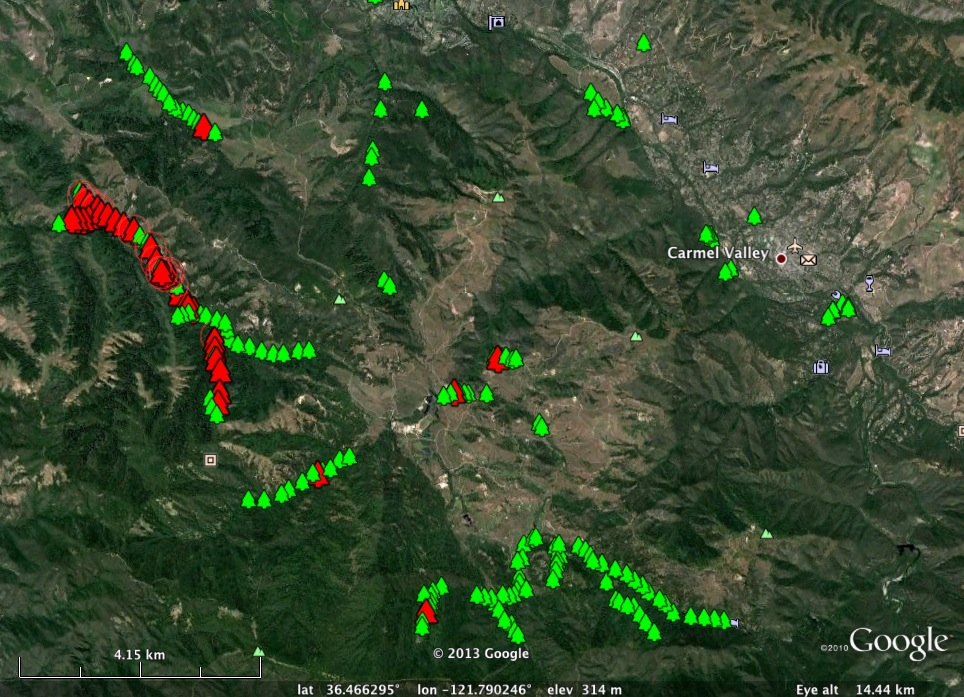 Carmel Valley
4.15 km
© 2013 Google
©2010 Google
lat 36.466295° lon -121.790246° elev 314 m
Eye alt 14.44 km